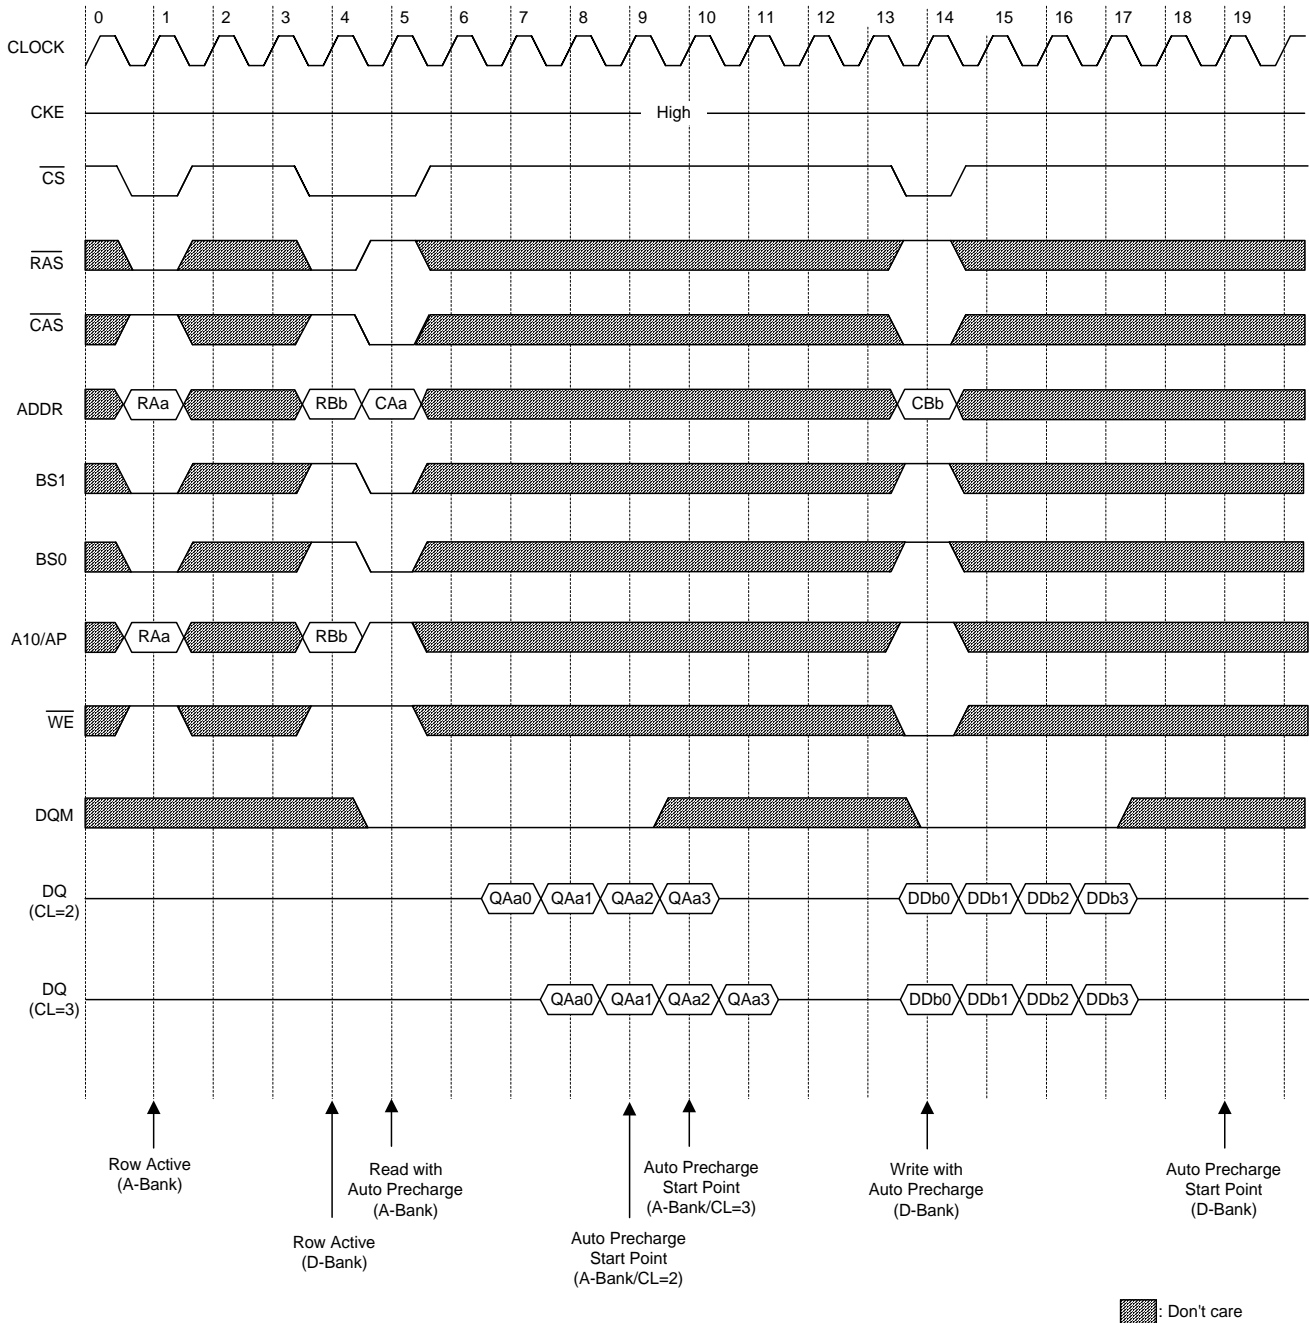 0 1 2 3 4 5 6 7 8 9 10 11 12 13 14 15 16 17 18 19
CLOCK
CKE
High
CS
RAS
CAS
ADDR
RAa RBb CAa CBb
BS1
BS0
A10/AP
RAa RBb
WE
DQM
DQ
(CL=2)
QAa0 QAa1 QAa2 QAa3 DDb0 DDb1 DDb2 DDb3
DQ
(CL=3)
QAa0 QAa1 QAa2 QAa3 DDb0 DDb1 DDb2 DDb3
Row Active
(A-Bank)
Row Active
(D-Bank)
Read with
Auto Precharge
(A-Bank)
Auto Precharge
Start Point
(A-Bank/CL=2)
Auto Precharge
Start Point
(A-Bank/CL=3)
Write with
Auto Precharge
(D-Bank)
Auto Precharge
Start Point
(D-Bank)
: Don't care